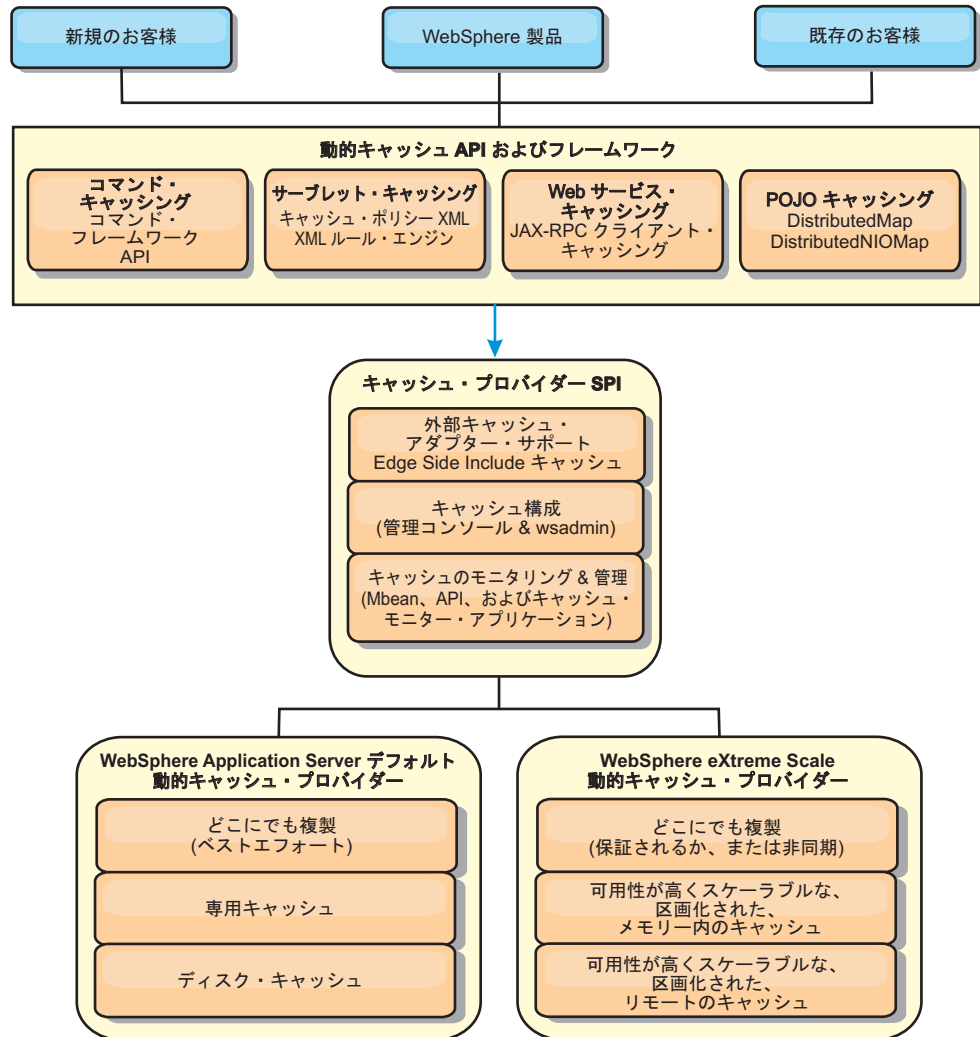 新規のお客様
WebSphere 製品
既存のお客様
動的キャッシュ API およびフレームワーク
コマンド・
キャッシング
コマンド・
フレームワーク
API
サーブレット・キャッシング
キャッシュ・ポリシー XML
XML ルール・エンジン
Web サービス・
キャッシング
JAX-RPC クライアント・
キャッシング
POJO キャッシング
DistributedMap
DistributedNIOMap
キャッシュ・プロバイダー SPI
外部キャッシュ・
アダプター・サポート
Edge Side Include キャッシュ
キャッシュ構成
(管理コンソール & wsadmin)
キャッシュのモニタリング & 管理
(Mbean、API、およびキャッシュ・
モニター・アプリケーション)
WebSphere Application Server デフォルト
動的キャッシュ・プロバイダー
どこにでも複製
(ベストエフォート)
専用キャッシュ
ディスク・キャッシュ
WebSphere eXtreme Scale
動的キャッシュ・プロバイダー
どこにでも複製
(保証されるか、または非同期)
可用性が高くスケーラブルな、
区画化された、
メモリー内のキャッシュ
可用性が高くスケーラブルな、
区画化された、
リモートのキャッシュ